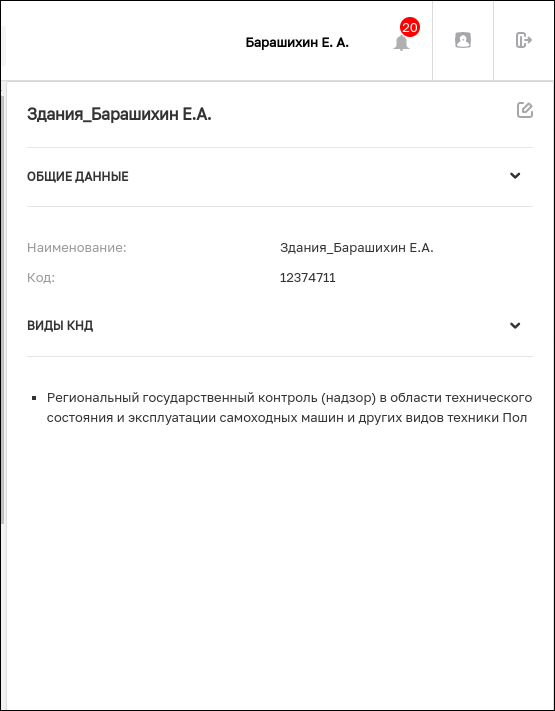 Барашихин Е. А.
20
Здания_Барашихин Е.А.
ОБЩИЕ ДАННЫЕ
Наименование: Здания_Барашихин Е.А.
Код: 12374711
ВИДЫ КНД
Региональный государственный контроль (надзор) в области технического
состояния и эксплуатации самоходных машин и других видов техники Пол